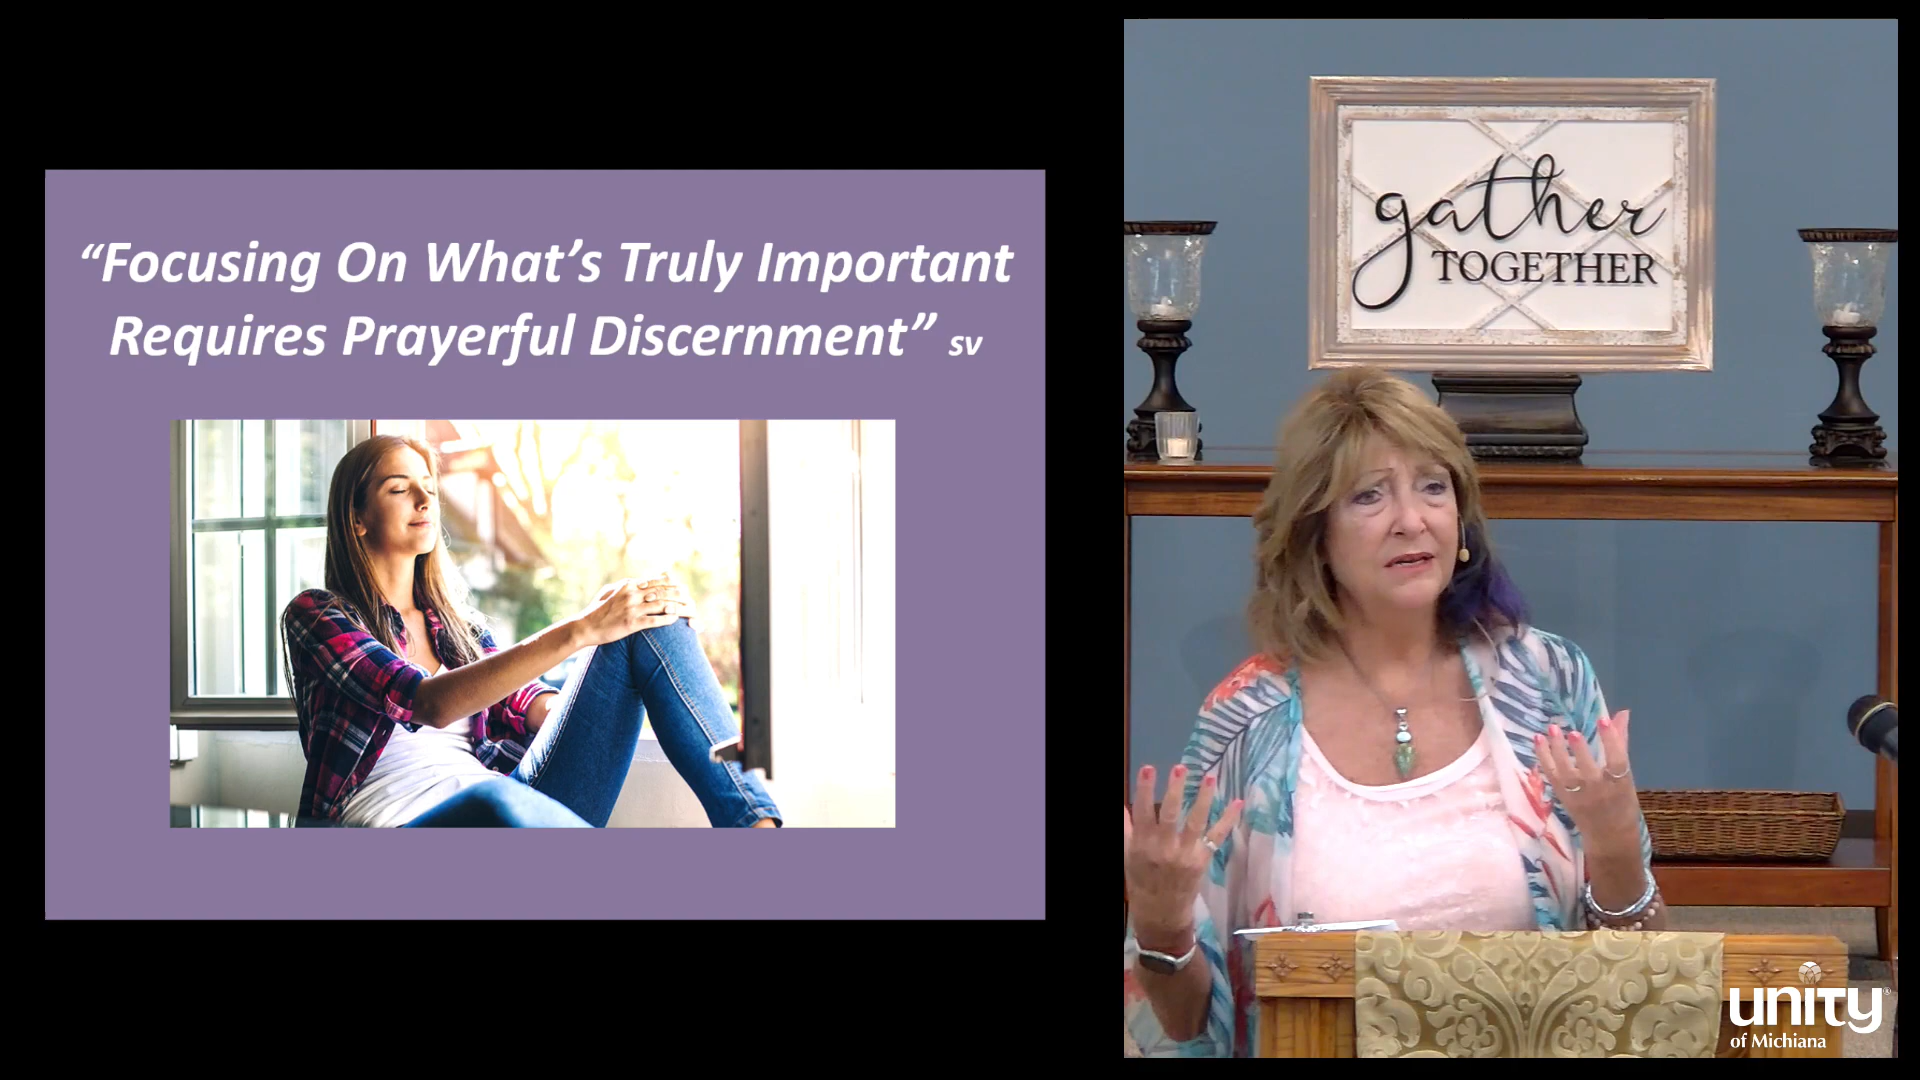 “Focusing On What’s Truly Important
Requires Prayerful Discernment” SV
gather
TOGETHER
unity®
of Michiana